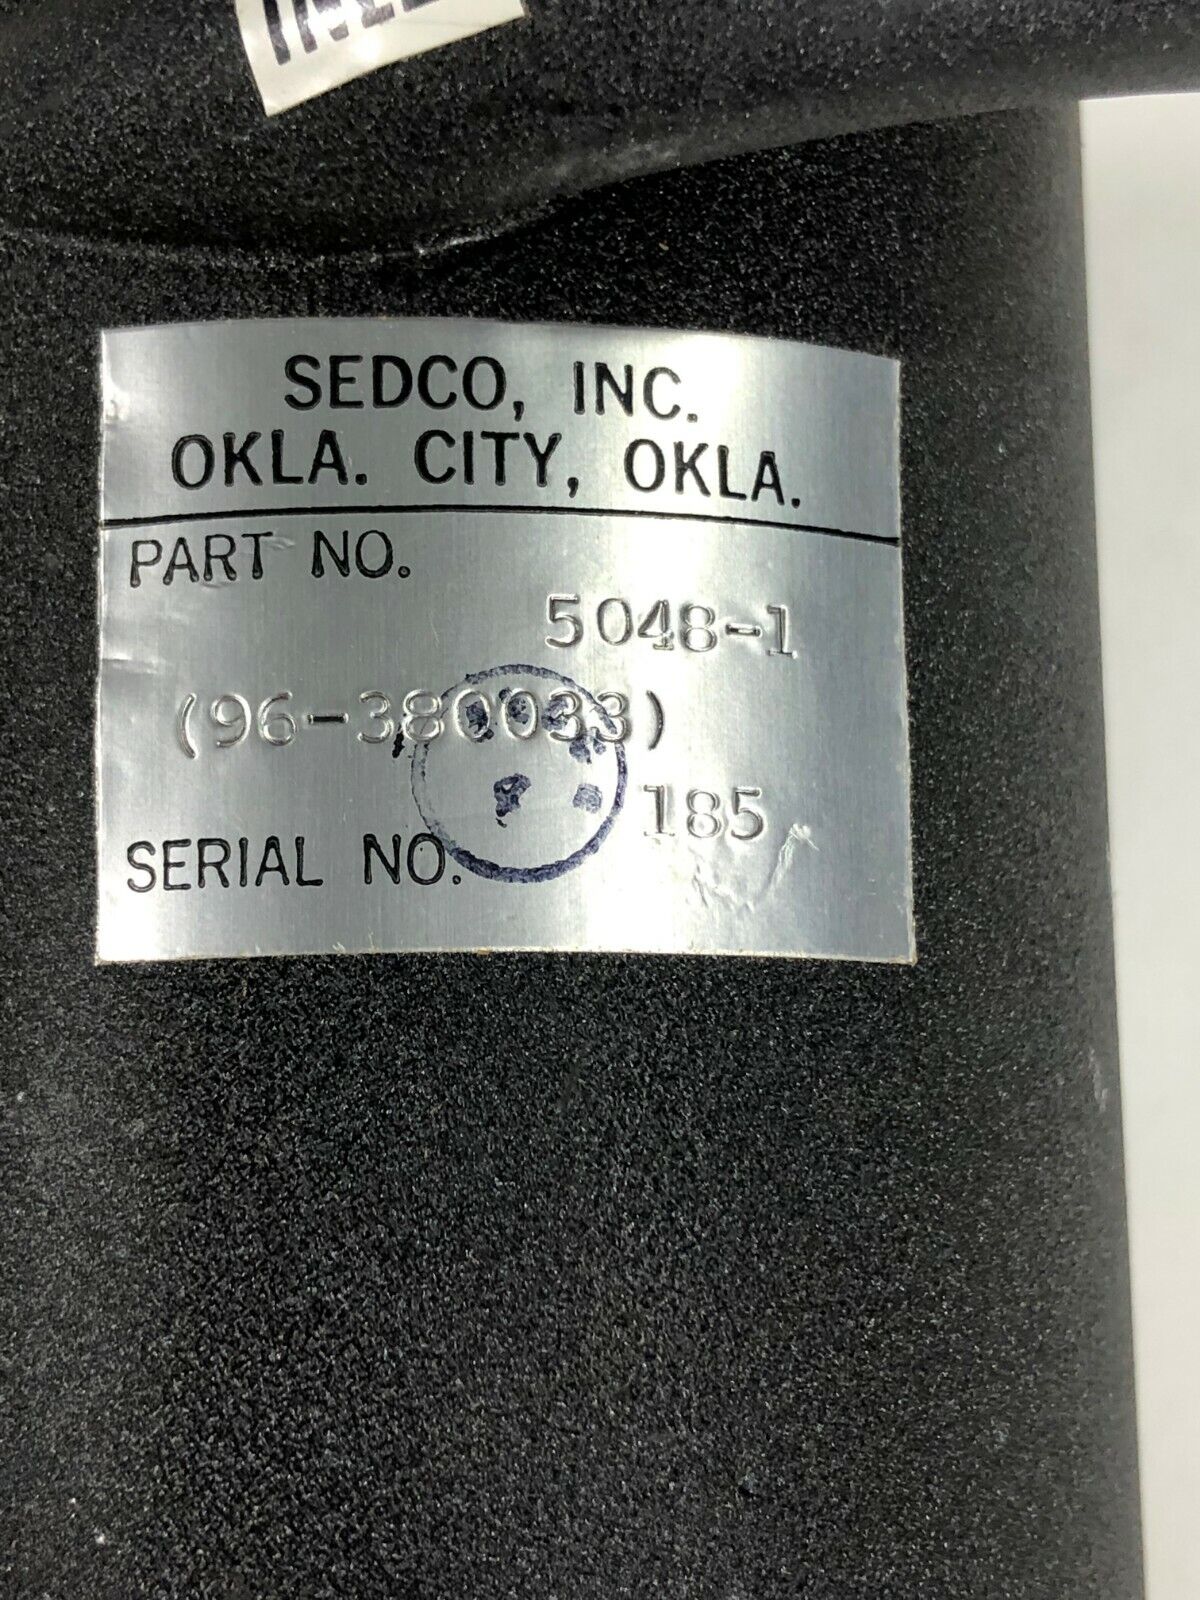 SEDCO, INC.
OKLA. CITY, OKLA.
PART NO.
5048-1
(96-380033)
185
SERIAL NO.